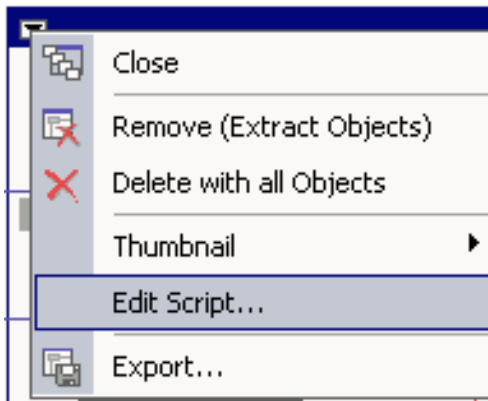 Close
Remove (Extract Objects)
Delete with all Objects
Thumbnail
Edit Script...
Export...